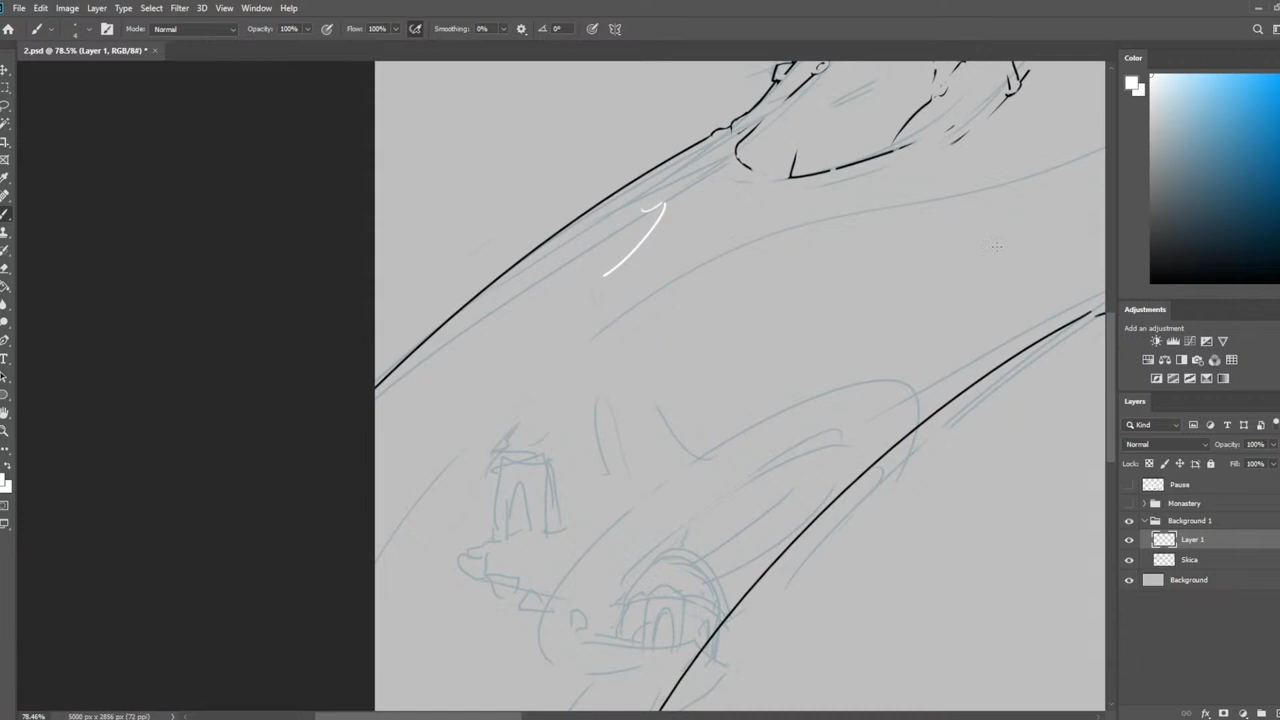 File Edit Image Layer Type Select Filter 3D View Window Help
4 Mode: Normal Opacity: 100% Flow: 100% Smoothing: 0% 0°
2.psd @ 78.5% (Layer 1, RGB/8#) * ×
Color
Adjustments
Add an adjustment
Layers
Kind
Normal Opacity: 100%
Lock: Fill: 100%
Pause
Monastery
Background 1
Layer 1
Skica
Background
78.46% 5000 px x 2856 px (72 ppi)